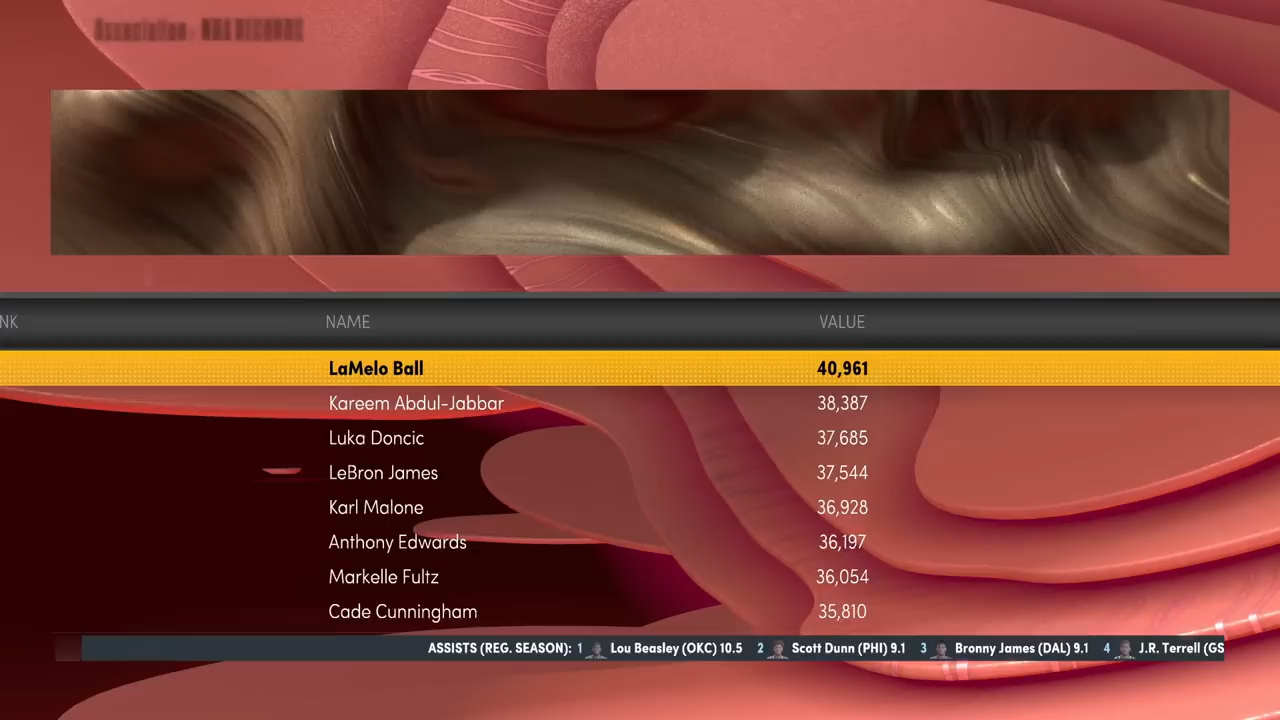 NK NAME VALUE
LaMelo Ball 40,961
Kareem Abdul-Jabbar 38,387
Luka Doncic 37,685
LeBron James 37,544
Karl Malone 36,928
Anthony Edwards 36,197
Markelle Fultz 36,054
Cade Cunningham 35,810
ASSISTS (REG. SEASON): 1 Lou Beasley (OKC) 10.5 2 Scott Dunn (PHI) 9.1 3 Bronny James (DAL) 9.1 4 J.R. Terrell (GS